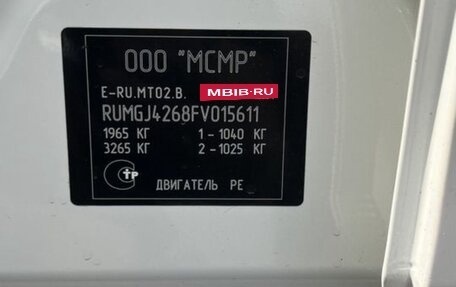 ООО "МСМР"
E-RU.MT02.B.
MBIB-RU
RUMGJ4268FV015611
1965 КГ 1 - 1040 КГ
3265 КГ 2 - 1025 КГ
ДВИГАТЕЛЬ PE